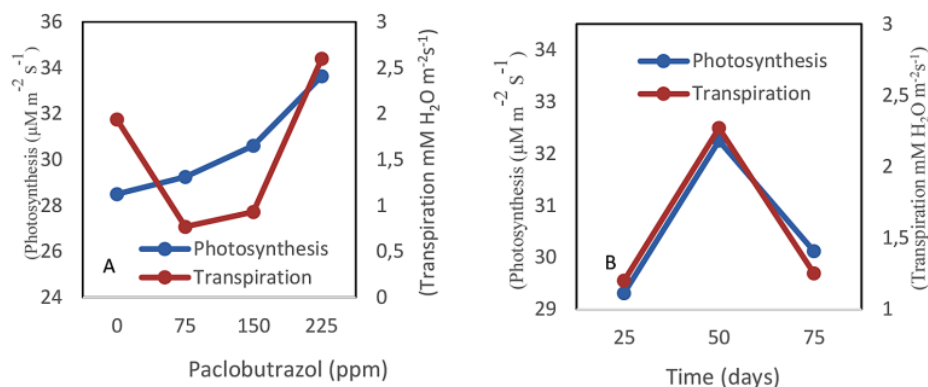 (Photosynthesis (µM m⁻² S⁻¹)
36
34
32
30
28
26
24
3
2,5
2
1,5
1
0,5
0
(Transpiration mM H₂O m⁻²s⁻¹)
A
Photosynthesis
Transpiration
0 75 150 225
Paclobutrazol (ppm)
(Photosynthesis (µM m⁻² S⁻¹)
34
33
32
31
30
29
3
2,5
2
1,5
1
(Transpiration mM H₂O m⁻²s⁻¹)
Photosynthesis
Transpiration
B
25 50 75
Time (days)